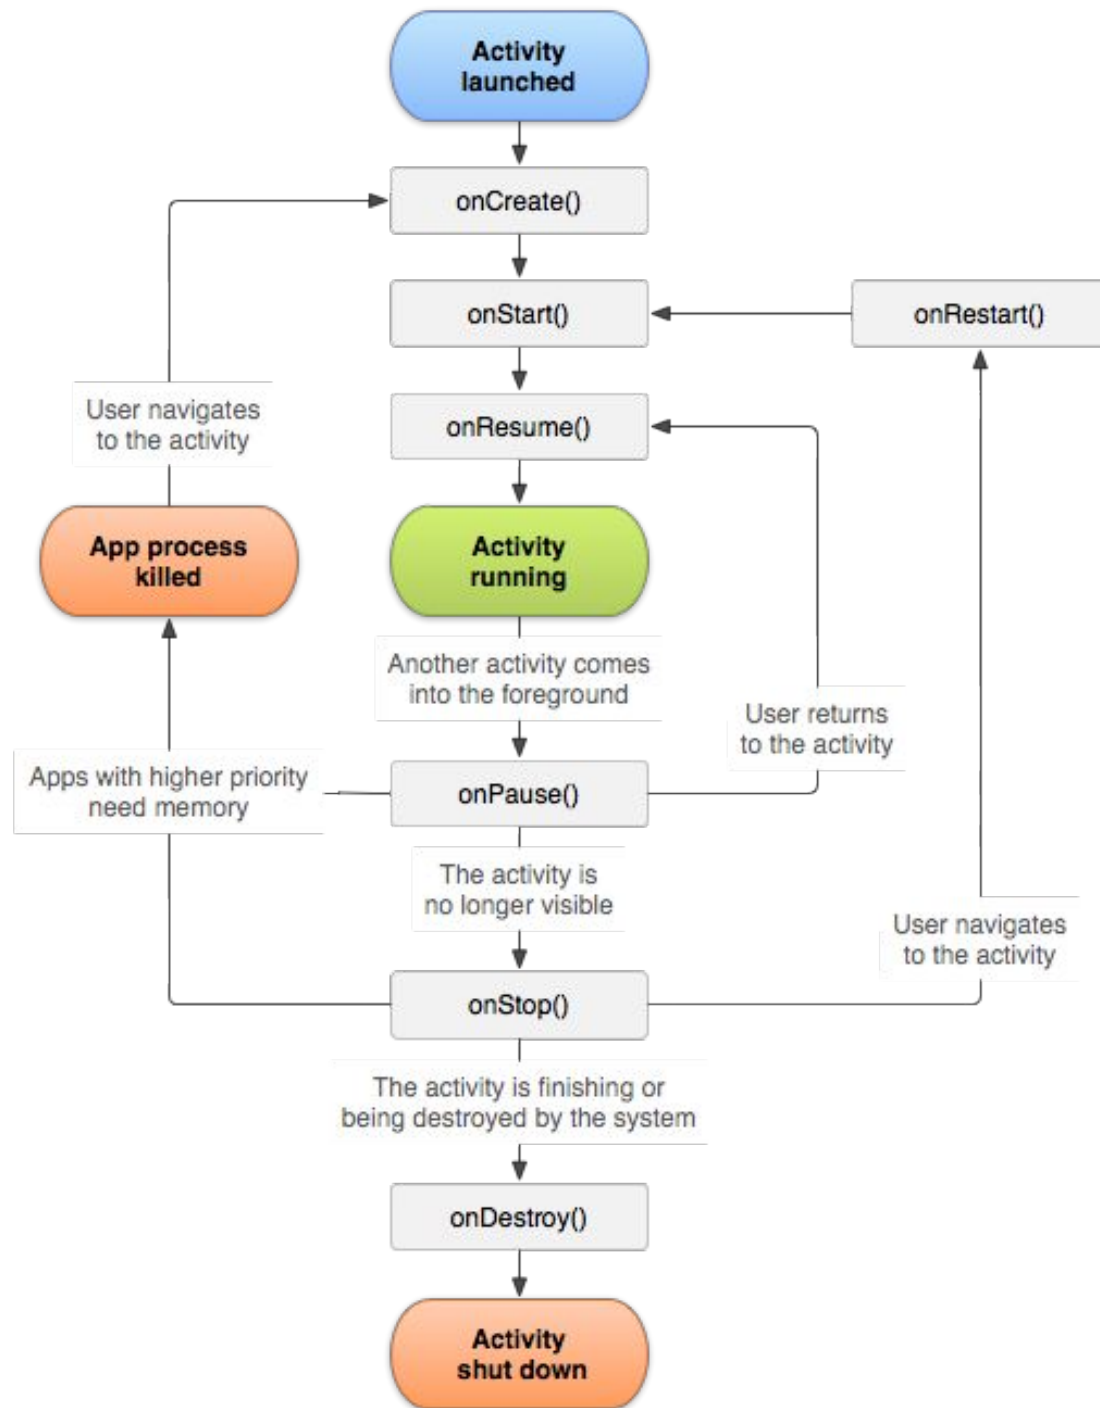 Activity
launched
onCreate()
onStart()
onRestart()
User navigates
to the activity
onResume()
App process
killed
Activity
running
Another activity comes
into the foreground
User returns
to the activity
Apps with higher priority
need memory
onPause()
The activity is
no longer visible
User navigates
to the activity
onStop()
The activity is finishing or
being destroyed by the system
onDestroy()
Activity
shut down